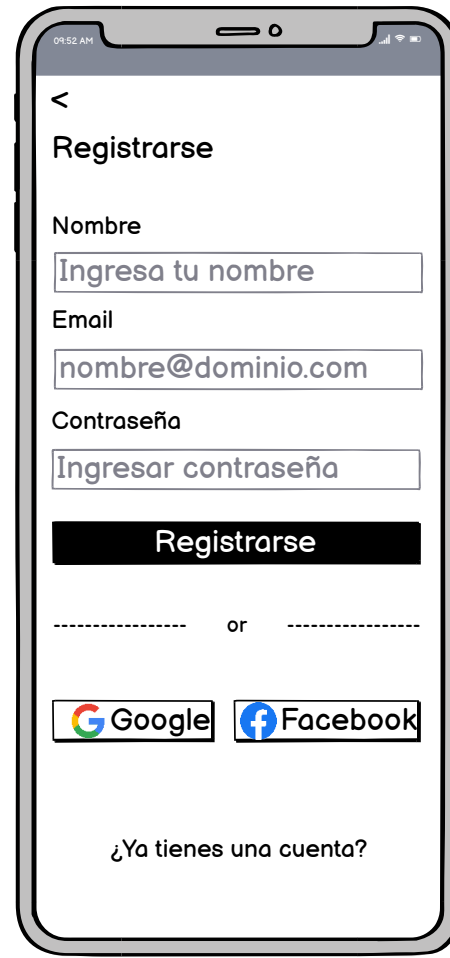 09:52 AM
<
Registrarse
Nombre
Ingresa tu nombre
Email
nombre@dominio.com
Contraseña
Ingresar contraseña
Registrarse
----------------- or -----------------
Google Facebook
¿Ya tienes una cuenta?